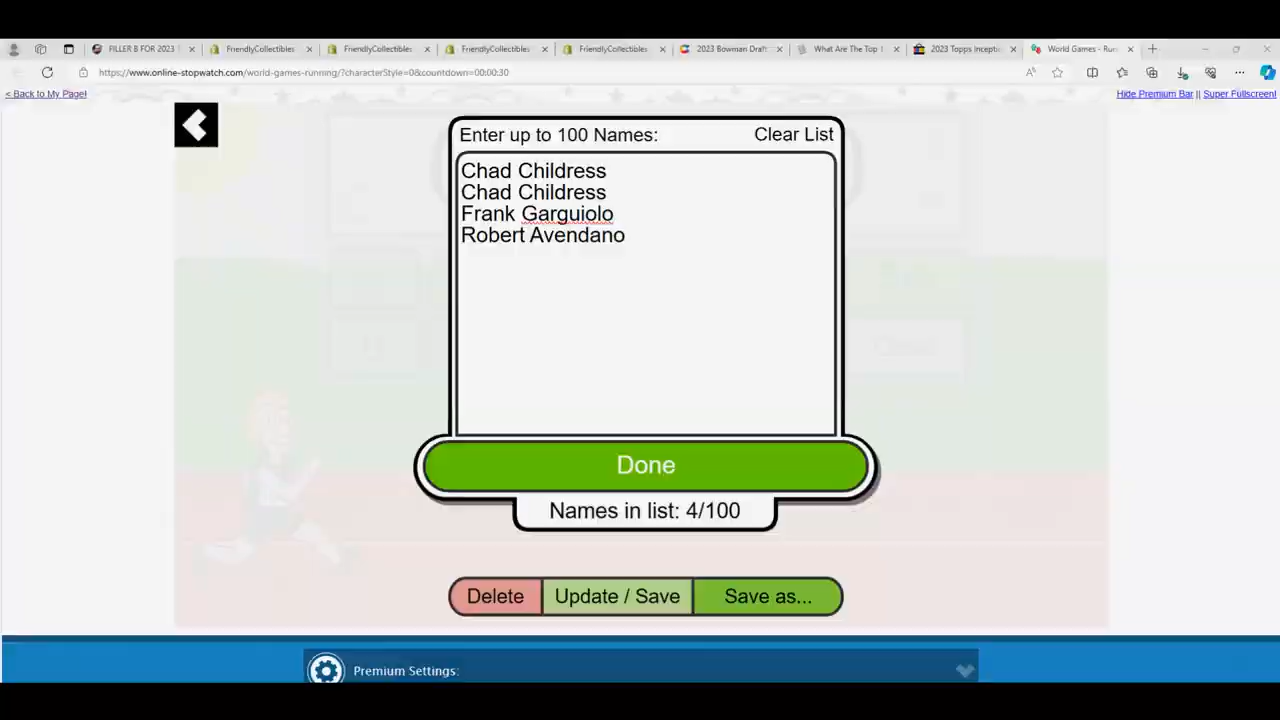 FILLER B FOR 2023
FriendlyCollectibles
FriendlyCollectibles
FriendlyCollectibles
FriendlyCollectibles
2023 Bowman Draft
What Are The Top
2023 Topps Incepti
World Games - Run
https://www.online-stopwatch.com/world-games-running/?characterStyle=0&countdown=00:00:30
< Back to My Page!
Hide Premium Bar || Super Fullscreen!
Enter up to 100 Names:
Clear List
Chad Childress
Chad Childress
Frank Garguiolo
Robert Avendano
Done
Names in list: 4/100
Delete
Update / Save
Save as...
Premium Settings: